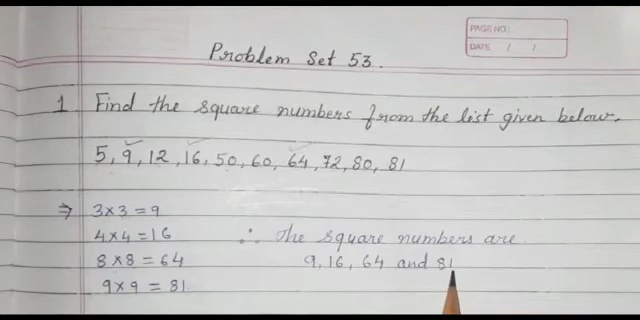 PAGE NO.:
DATE / /
Problem Set 53.
1 Find the square numbers from the list given below.
5, 9, 12, 16, 50, 60, 64, 72, 80, 81
⇒ 3×3 = 9
4×4 = 16 ∴ The square numbers are
8×8 = 64 9, 16, 64 and 81
9×9 = 81